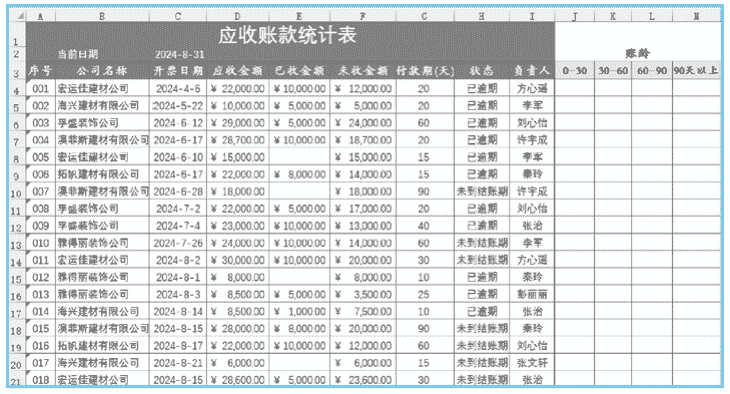 A B C D E F G H I J K L M
1 应收账款统计表
2 当前日期 2024-8-31 账龄
3 序号 公司名称 开票日期 应收金额 已收金额 未收金额 付款期(天) 状态 负责人 0-30 30-60 60-90 90天以上
4 001 宏运佳建材公司 2024-4-6 ¥ 22,000.00 ¥ 10,000.00 ¥ 12,000.00 20 已逾期 方心瑶
5 002 海兴建材有限公司 2024-5-22 ¥ 10,000.00 ¥ 5,000.00 ¥ 5,000.00 20 已逾期 李军
6 003 孚盛装饰公司 2024-6-12 ¥ 29,000.00 ¥ 5,000.00 ¥ 24,000.00 60 已逾期 刘心怡
7 004 溴菲斯建材有限公司 2024-6-17 ¥ 28,700.00 ¥ 10,000.00 ¥ 18,700.00 20 已逾期 许宇成
8 005 宏运佳建材公司 2024-6-10 ¥ 15,000.00 ¥ 15,000.00 15 已逾期 李军
9 006 拓帆建材有限公司 2024-6-17 ¥ 22,000.00 ¥ 8,000.00 ¥ 14,000.00 15 已逾期 秦玲
10 007 溴菲斯建材有限公司 2024-6-28 ¥ 18,000.00 ¥ 18,000.00 90 未到结账期 许宇成
11 008 孚盛装饰公司 2024-7-2 ¥ 22,000.00 ¥ 5,000.00 ¥ 17,000.00 20 已逾期 刘心怡
12 009 孚盛装饰公司 2024-7-4 ¥ 23,000.00 ¥ 10,000.00 ¥ 13,000.00 40 已逾期 张治
13 010 雅得丽装饰公司 2024-7-26 ¥ 24,000.00 ¥ 10,000.00 ¥ 14,000.00 60 未到结账期 李军
14 011 宏运佳建材公司 2024-8-2 ¥ 30,000.00 ¥ 10,000.00 ¥ 20,000.00 30 未到结账期 方心瑶
15 012 雅得丽装饰公司 2024-8-1 ¥ 8,000.00 ¥ 8,000.00 10 已逾期 秦玲
16 013 雅得丽装饰公司 2024-8-3 ¥ 8,500.00 ¥ 5,000.00 ¥ 3,500.00 25 已逾期 彭丽丽
17 014 海兴建材有限公司 2024-8-14 ¥ 8,500.00 ¥ 1,000.00 ¥ 7,500.00 10 已逾期 张治
18 015 溴菲斯建材有限公司 2024-8-15 ¥ 28,000.00 ¥ 8,000.00 ¥ 20,000.00 90 未到结账期 秦玲
19 016 拓帆建材有限公司 2024-8-17 ¥ 22,000.00 ¥ 10,000.00 ¥ 12,000.00 60 未到结账期 刘心怡
20 017 海兴建材有限公司 2024-8-21 ¥ 6,000.00 ¥ 6,000.00 15 未到结账期 张文轩
21 018 宏运佳建材公司 2024-8-15 ¥ 28,600.00 ¥ 5,000.00 ¥ 23,600.00 30 未到结账期 张治